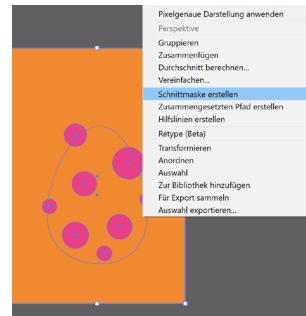 Pixelgenaue Darstellung anwenden
Perspektive
Gruppieren
Zusammenfügen
Durchschnitt berechnen...
Vereinfachen...
Schnittmaske erstellen
Zusammengesetzten Pfad erstellen
Hilfslinien erstellen
Retype (Beta)
Transformieren
Anordnen
Auswahl
Zur Bibliothek hinzufügen
Für Export sammeln
Auswahl exportieren...